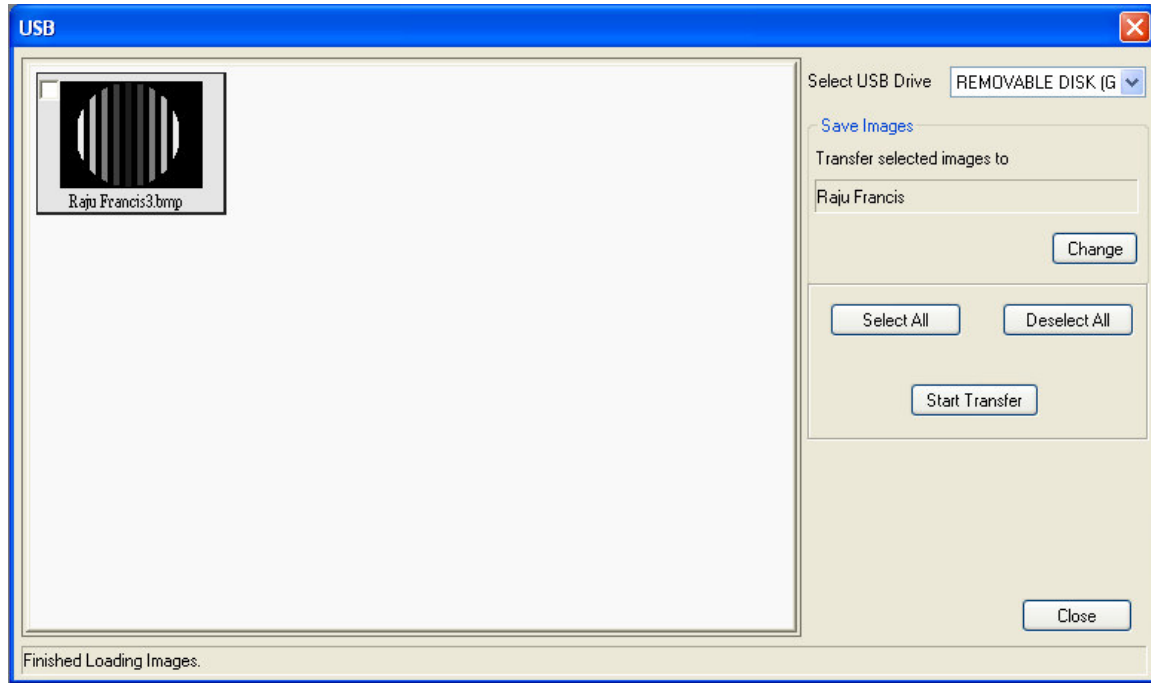 USB
Raju Francis3.bmp
Select USB Drive
REMOVABLE DISK (G
Save Images
Transfer selected images to
Raju Francis
Change
Select All
Deselect All
Start Transfer
Close
Finished Loading Images.